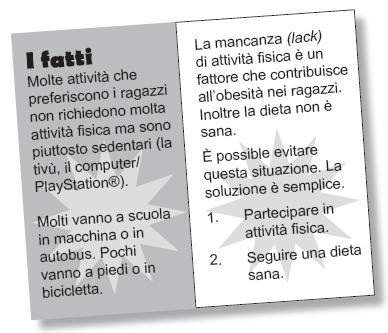 I fatti
Molte attività che
preferiscono i ragazzi
non richiedono molta
attività fisica ma sono
piuttosto sedentari (la
tivù, il computer/
PlayStation®).
Molti vanno a scuola
in macchina o in
autobus. Pochi
vanno a piedi o in
bicicletta.
La mancanza (lack)
di attività fisica è un
fattore che contribuisce
all'obesità nei ragazzi.
Inoltre la dieta non è
sana.
È possible evitare
questa situazione. La
soluzione è semplice.
1. Partecipare in
attività fisica.
2. Seguire una dieta
sana.